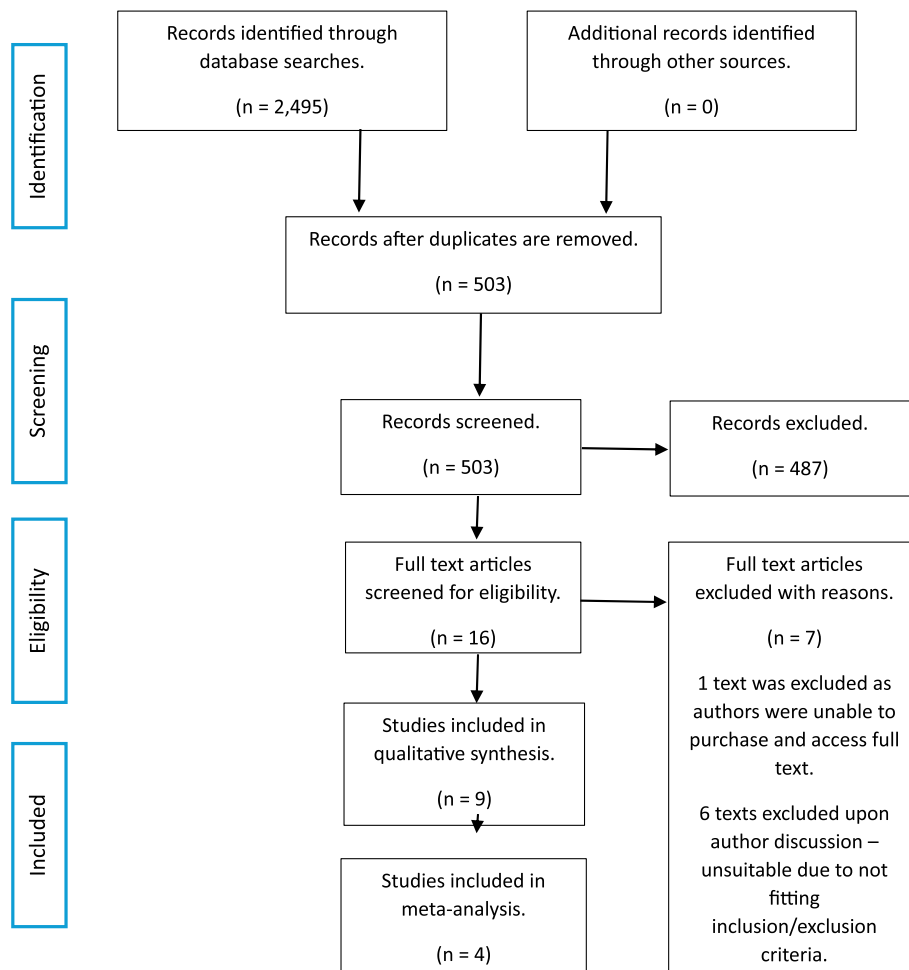 Identification
Records identified through
database searches.
(n = 2,495)
Additional records identified
through other sources.
(n = 0)
Records after duplicates are removed.
(n = 503)
Screening
Records screened.
(n = 503)
Records excluded.
(n = 487)
Eligibility
Full text articles
screened for eligibility.
(n = 16)
Full text articles
excluded with reasons.
(n = 7)
1 text was excluded as
authors were unable to
purchase and access full
text.
6 texts excluded upon
author discussion –
unsuitable due to not
fitting
inclusion/exclusion
criteria.
Included
Studies included in
qualitative synthesis.
(n = 9)
Studies included in
meta-analysis.
(n = 4)